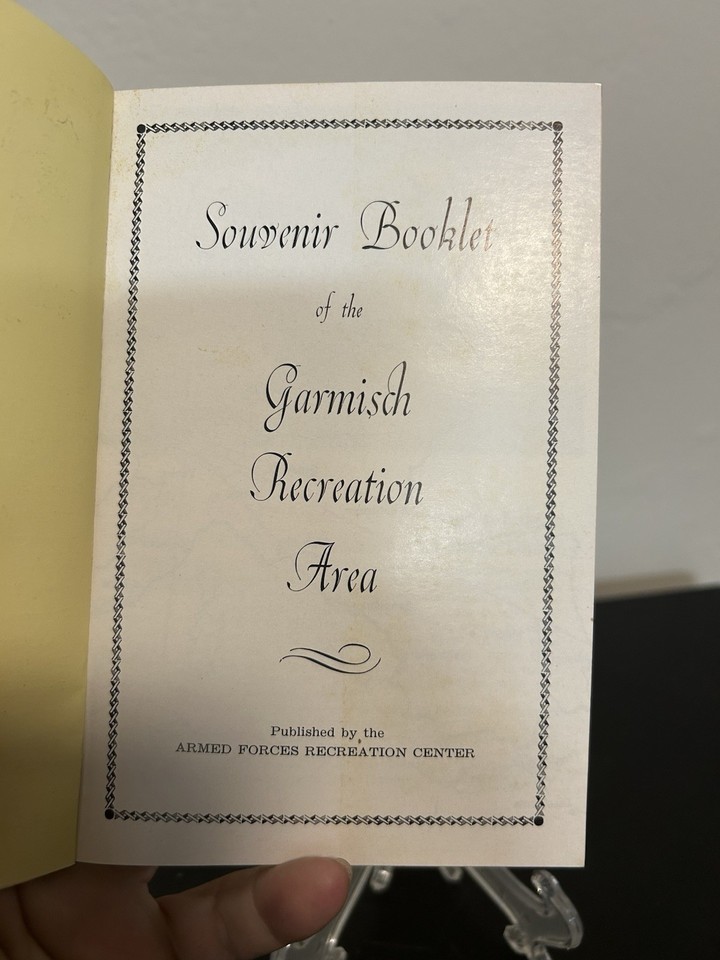 Souvenir Booklet
of the
Garmisch
Recreation
Area
Published by the
ARMED FORCES RECREATION CENTER